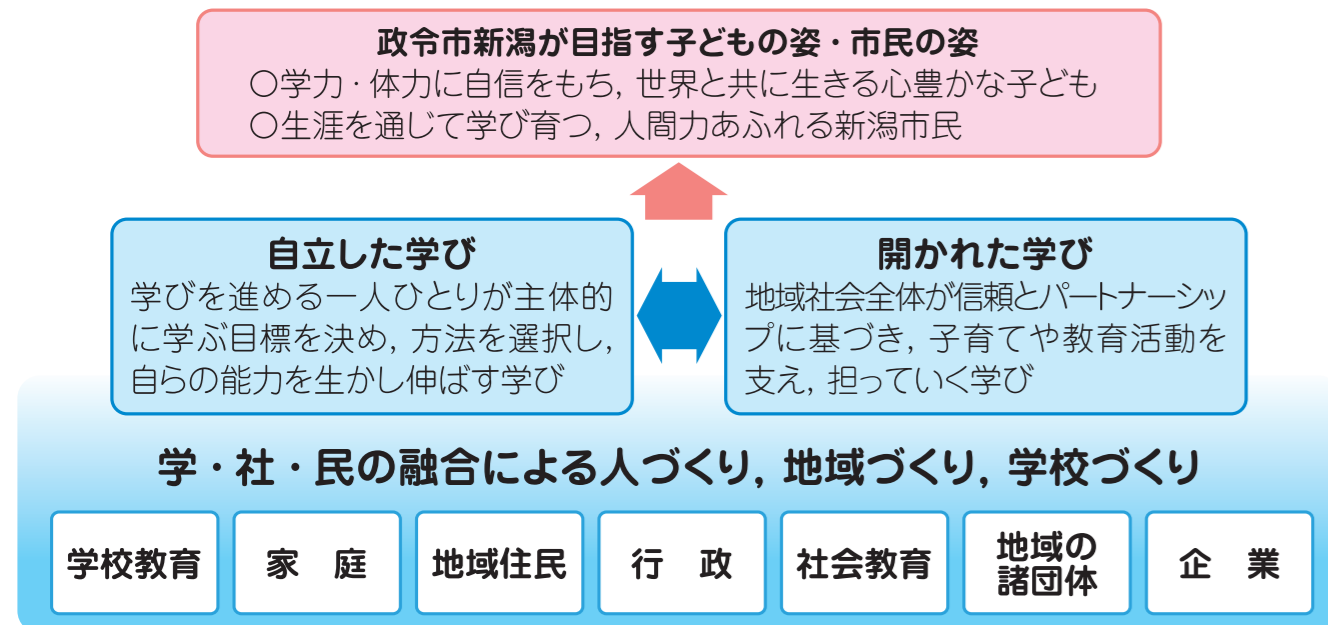 政令市新潟が目指す子どもの姿・市民の姿
○学力・体力に自信をもち, 世界と共に生きる心豊かな子ども
○生涯を通じて学び育つ, 人間力あふれる新潟市民
自立した学び
学びを進める一人ひとりが主体的
に学ぶ目標を決め, 方法を選択し,
自らの能力を生かし伸ばす学び
開かれた学び
地域社会全体が信頼とパートナーシッ
プに基づき, 子育てや教育活動を
支え, 担っていく学び
学・社・民の融合による人づくり, 地域づくり, 学校づくり
学校教育
家 庭
地域住民
行 政
社会教育
地域の
諸団体
企 業